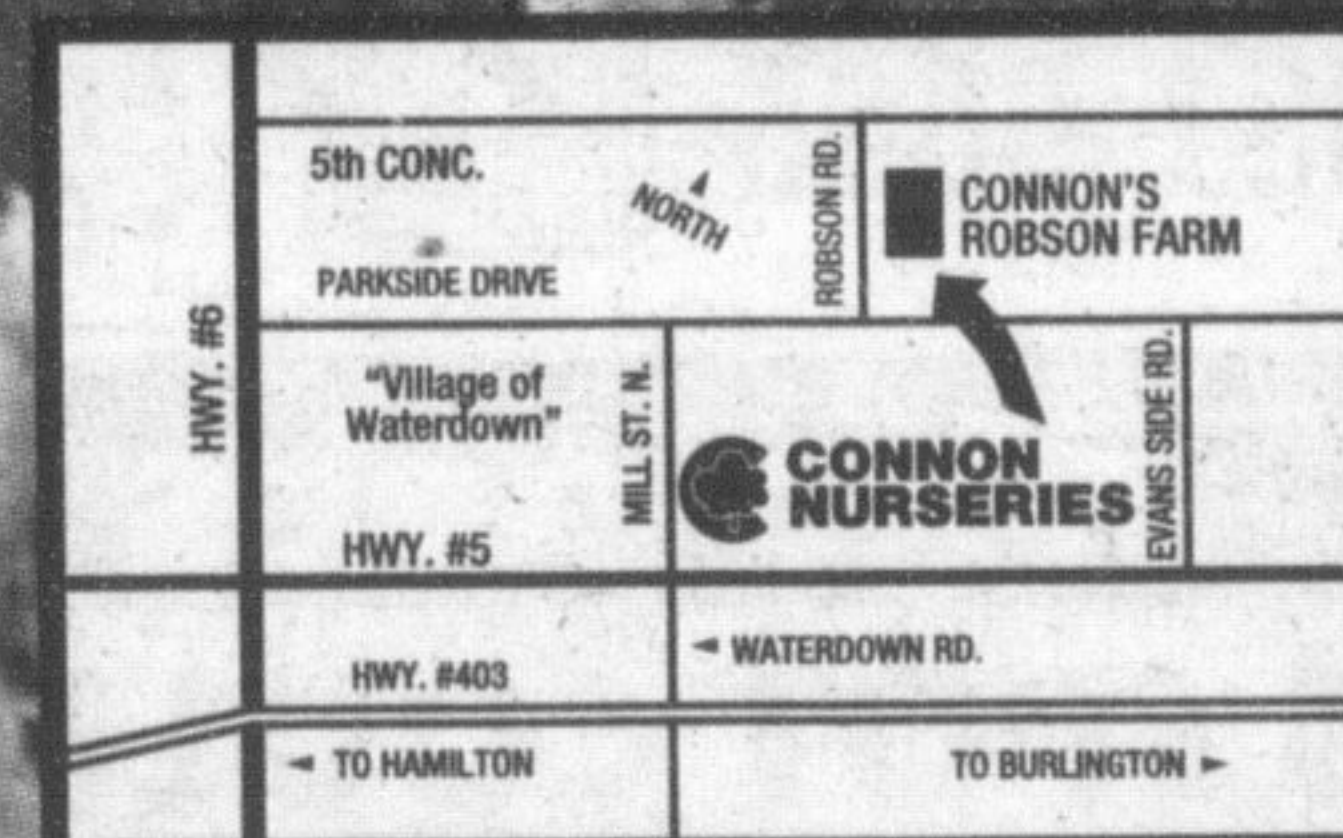 5th CONC.
NORTH
ROBSON RD.
CONNON'S
ROBSON FARM
PARKSIDE DRIVE
HWY. #6
"Village of
Waterdown"
MILL ST. N.
CONNON
NURSERIES
EVANS SIDE RD.
HWY. #5
WATERDOWN RD.
HWY. #403
TO HAMILTON
TO BURLINGTON